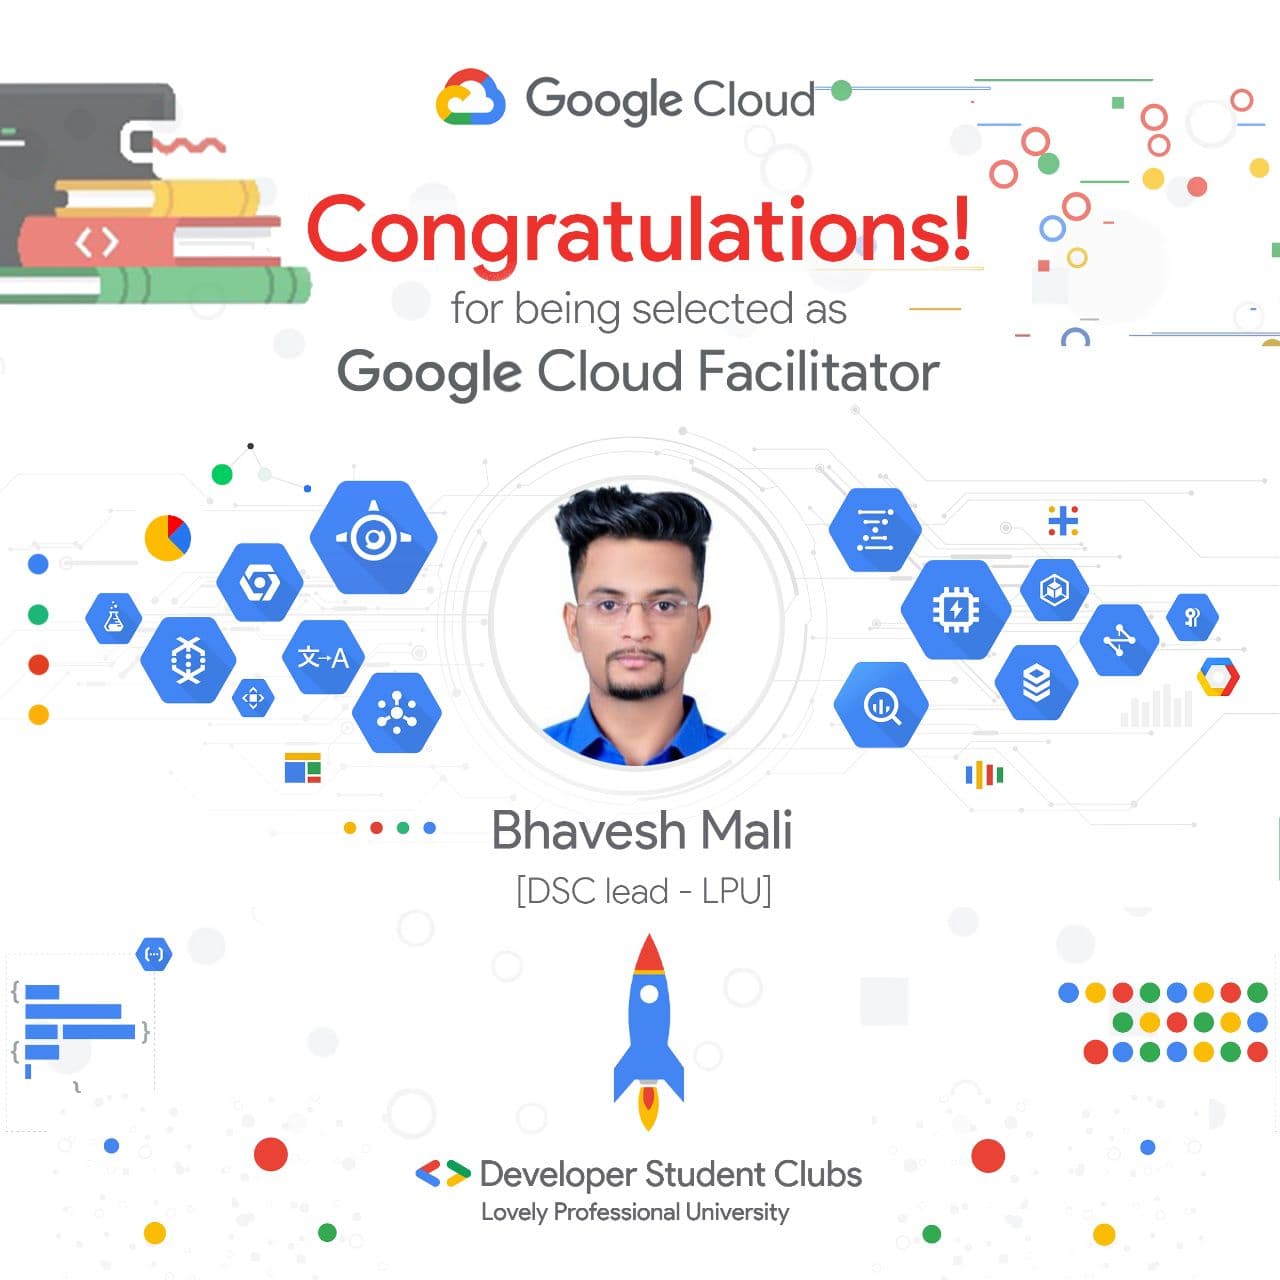 Google Cloud
Congratulations!
for being selected as
Google Cloud Facilitator
文→A
Bhavesh Mali
[DSC lead - LPU]
Developer Student Clubs
Lovely Professional University